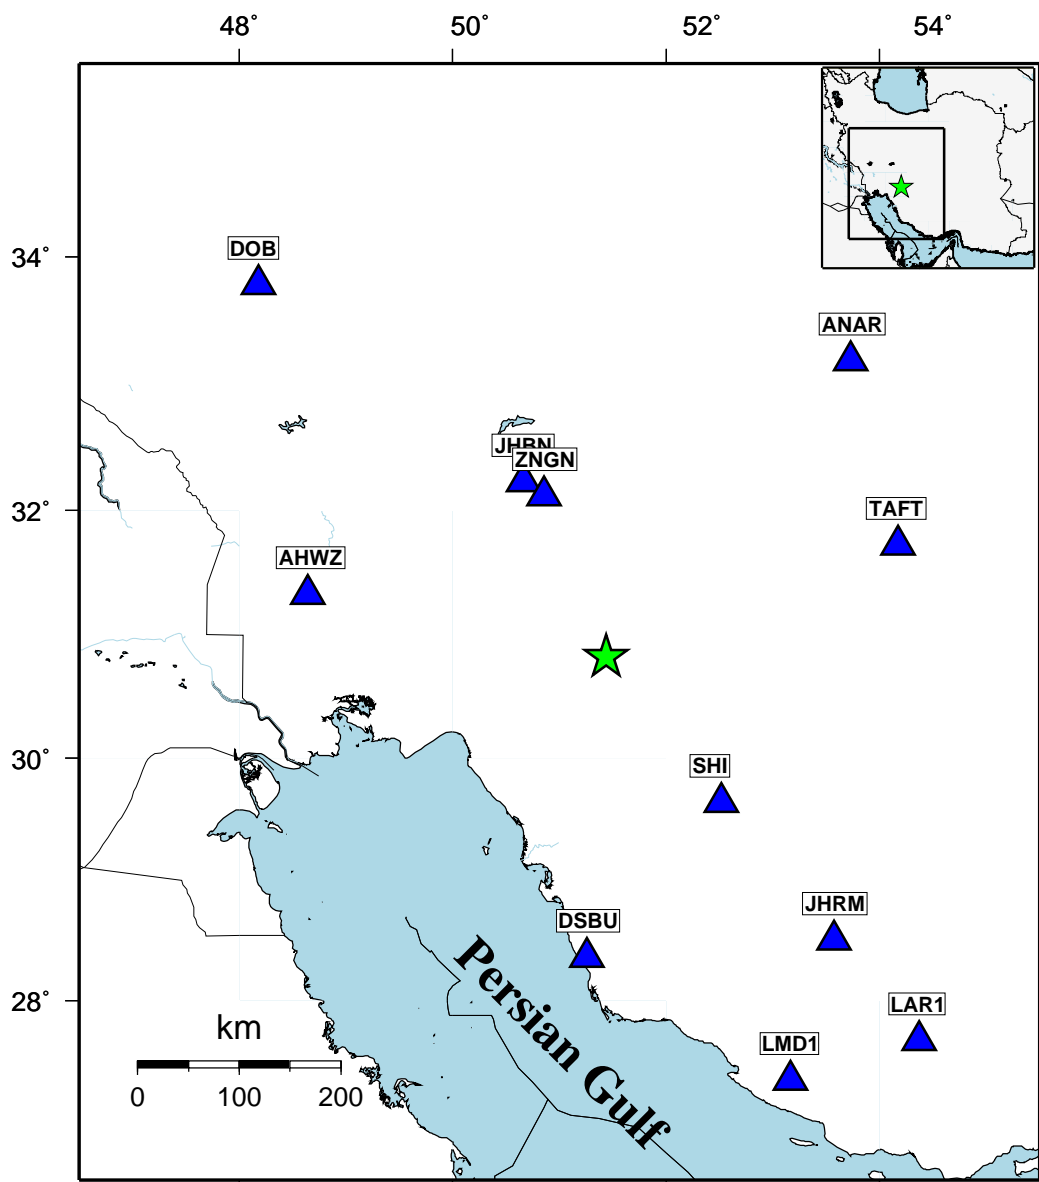 48° 50° 52° 54°
34°
DOB
ANAR
JHBN
ZNGN
32°
TAFT
AHWZ
30°
SHI
JHRM
DSBU
28°
LAR1
km
LMD1
0 100 200
Persian Gulf